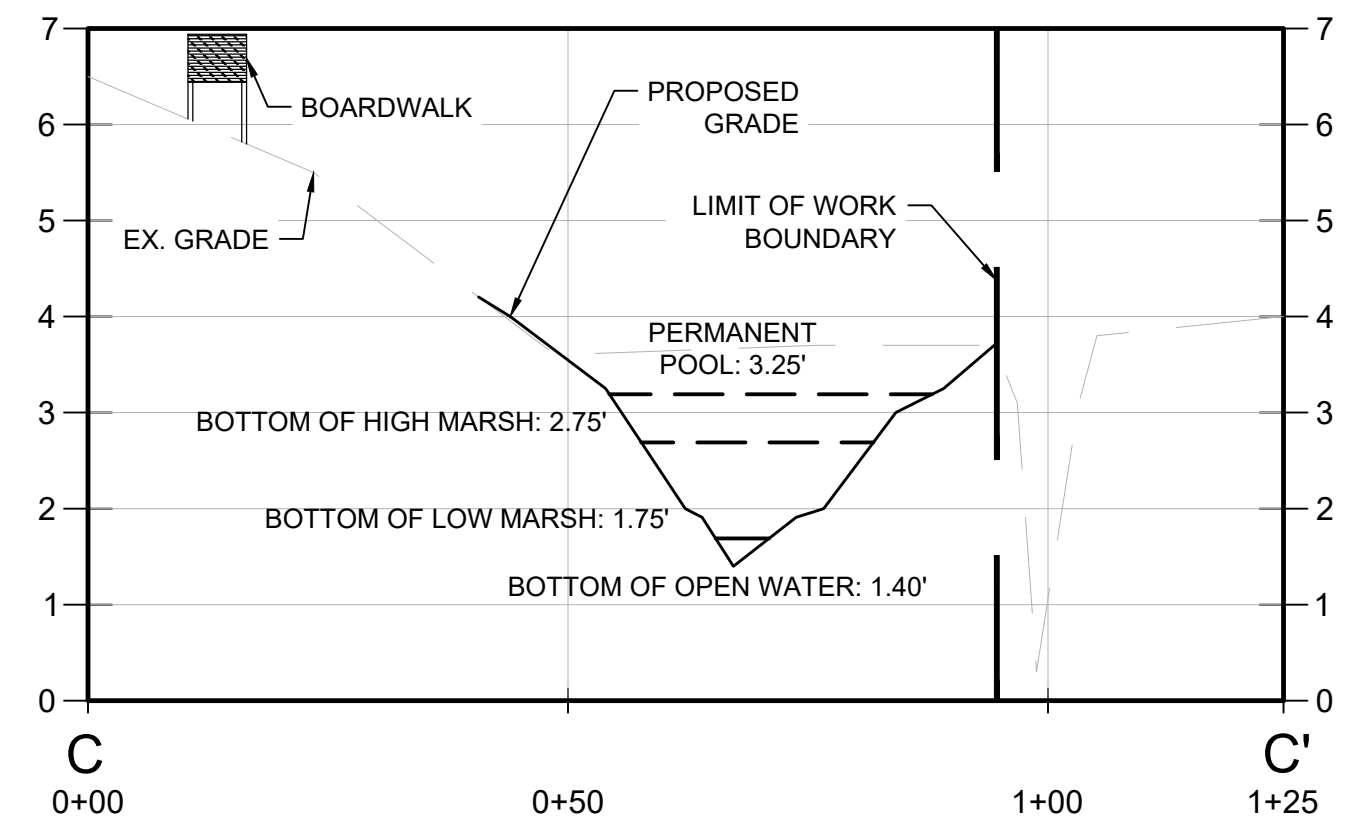 7
7
BOARDWALK
PROPOSED
GRADE
6
6
LIMIT OF WORK
BOUNDARY
5
5
EX. GRADE
4
4
PERMANENT
POOL: 3.25'
3
3
BOTTOM OF HIGH MARSH: 2.75'
2
2
BOTTOM OF LOW MARSH: 1.75'
BOTTOM OF OPEN WATER: 1.40'
1
1
0
0
C
C'
0+00
0+50
1+00
1+25